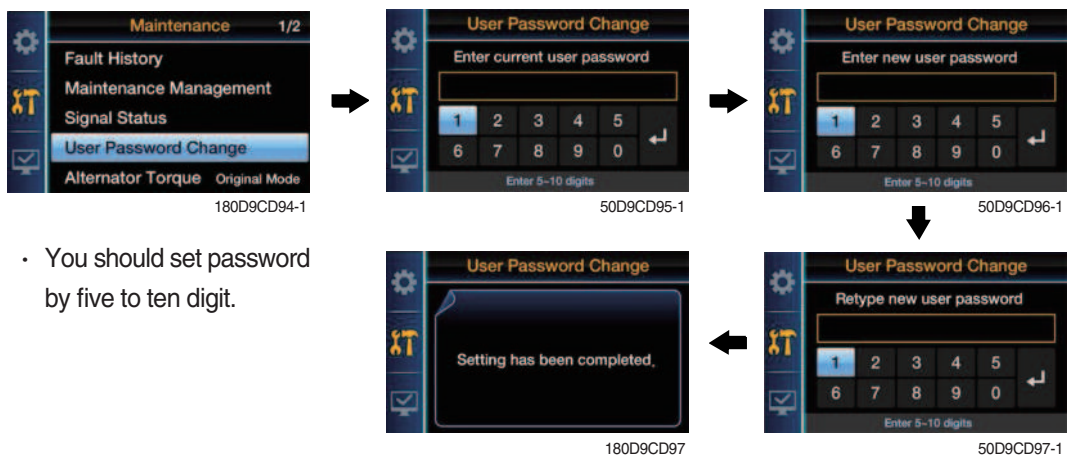 Maintenance 1/2
Fault History
Maintenance Management
Signal Status
User Password Change
Alternator Torque Original Mode
180D9CD94-1
User Password Change
Enter current user password
1 2 3 4 5
6 7 8 9 0
Enter 5~10 digits
50D9CD95-1
User Password Change
Enter new user password
1 2 3 4 5
6 7 8 9 0
Enter 5~10 digits
50D9CD96-1
User Password Change
Retype new user password
1 2 3 4 5
6 7 8 9 0
Enter 5~10 digits
50D9CD97-1
User Password Change
Setting has been completed.
180D9CD97
· You should set password
by five to ten digit.